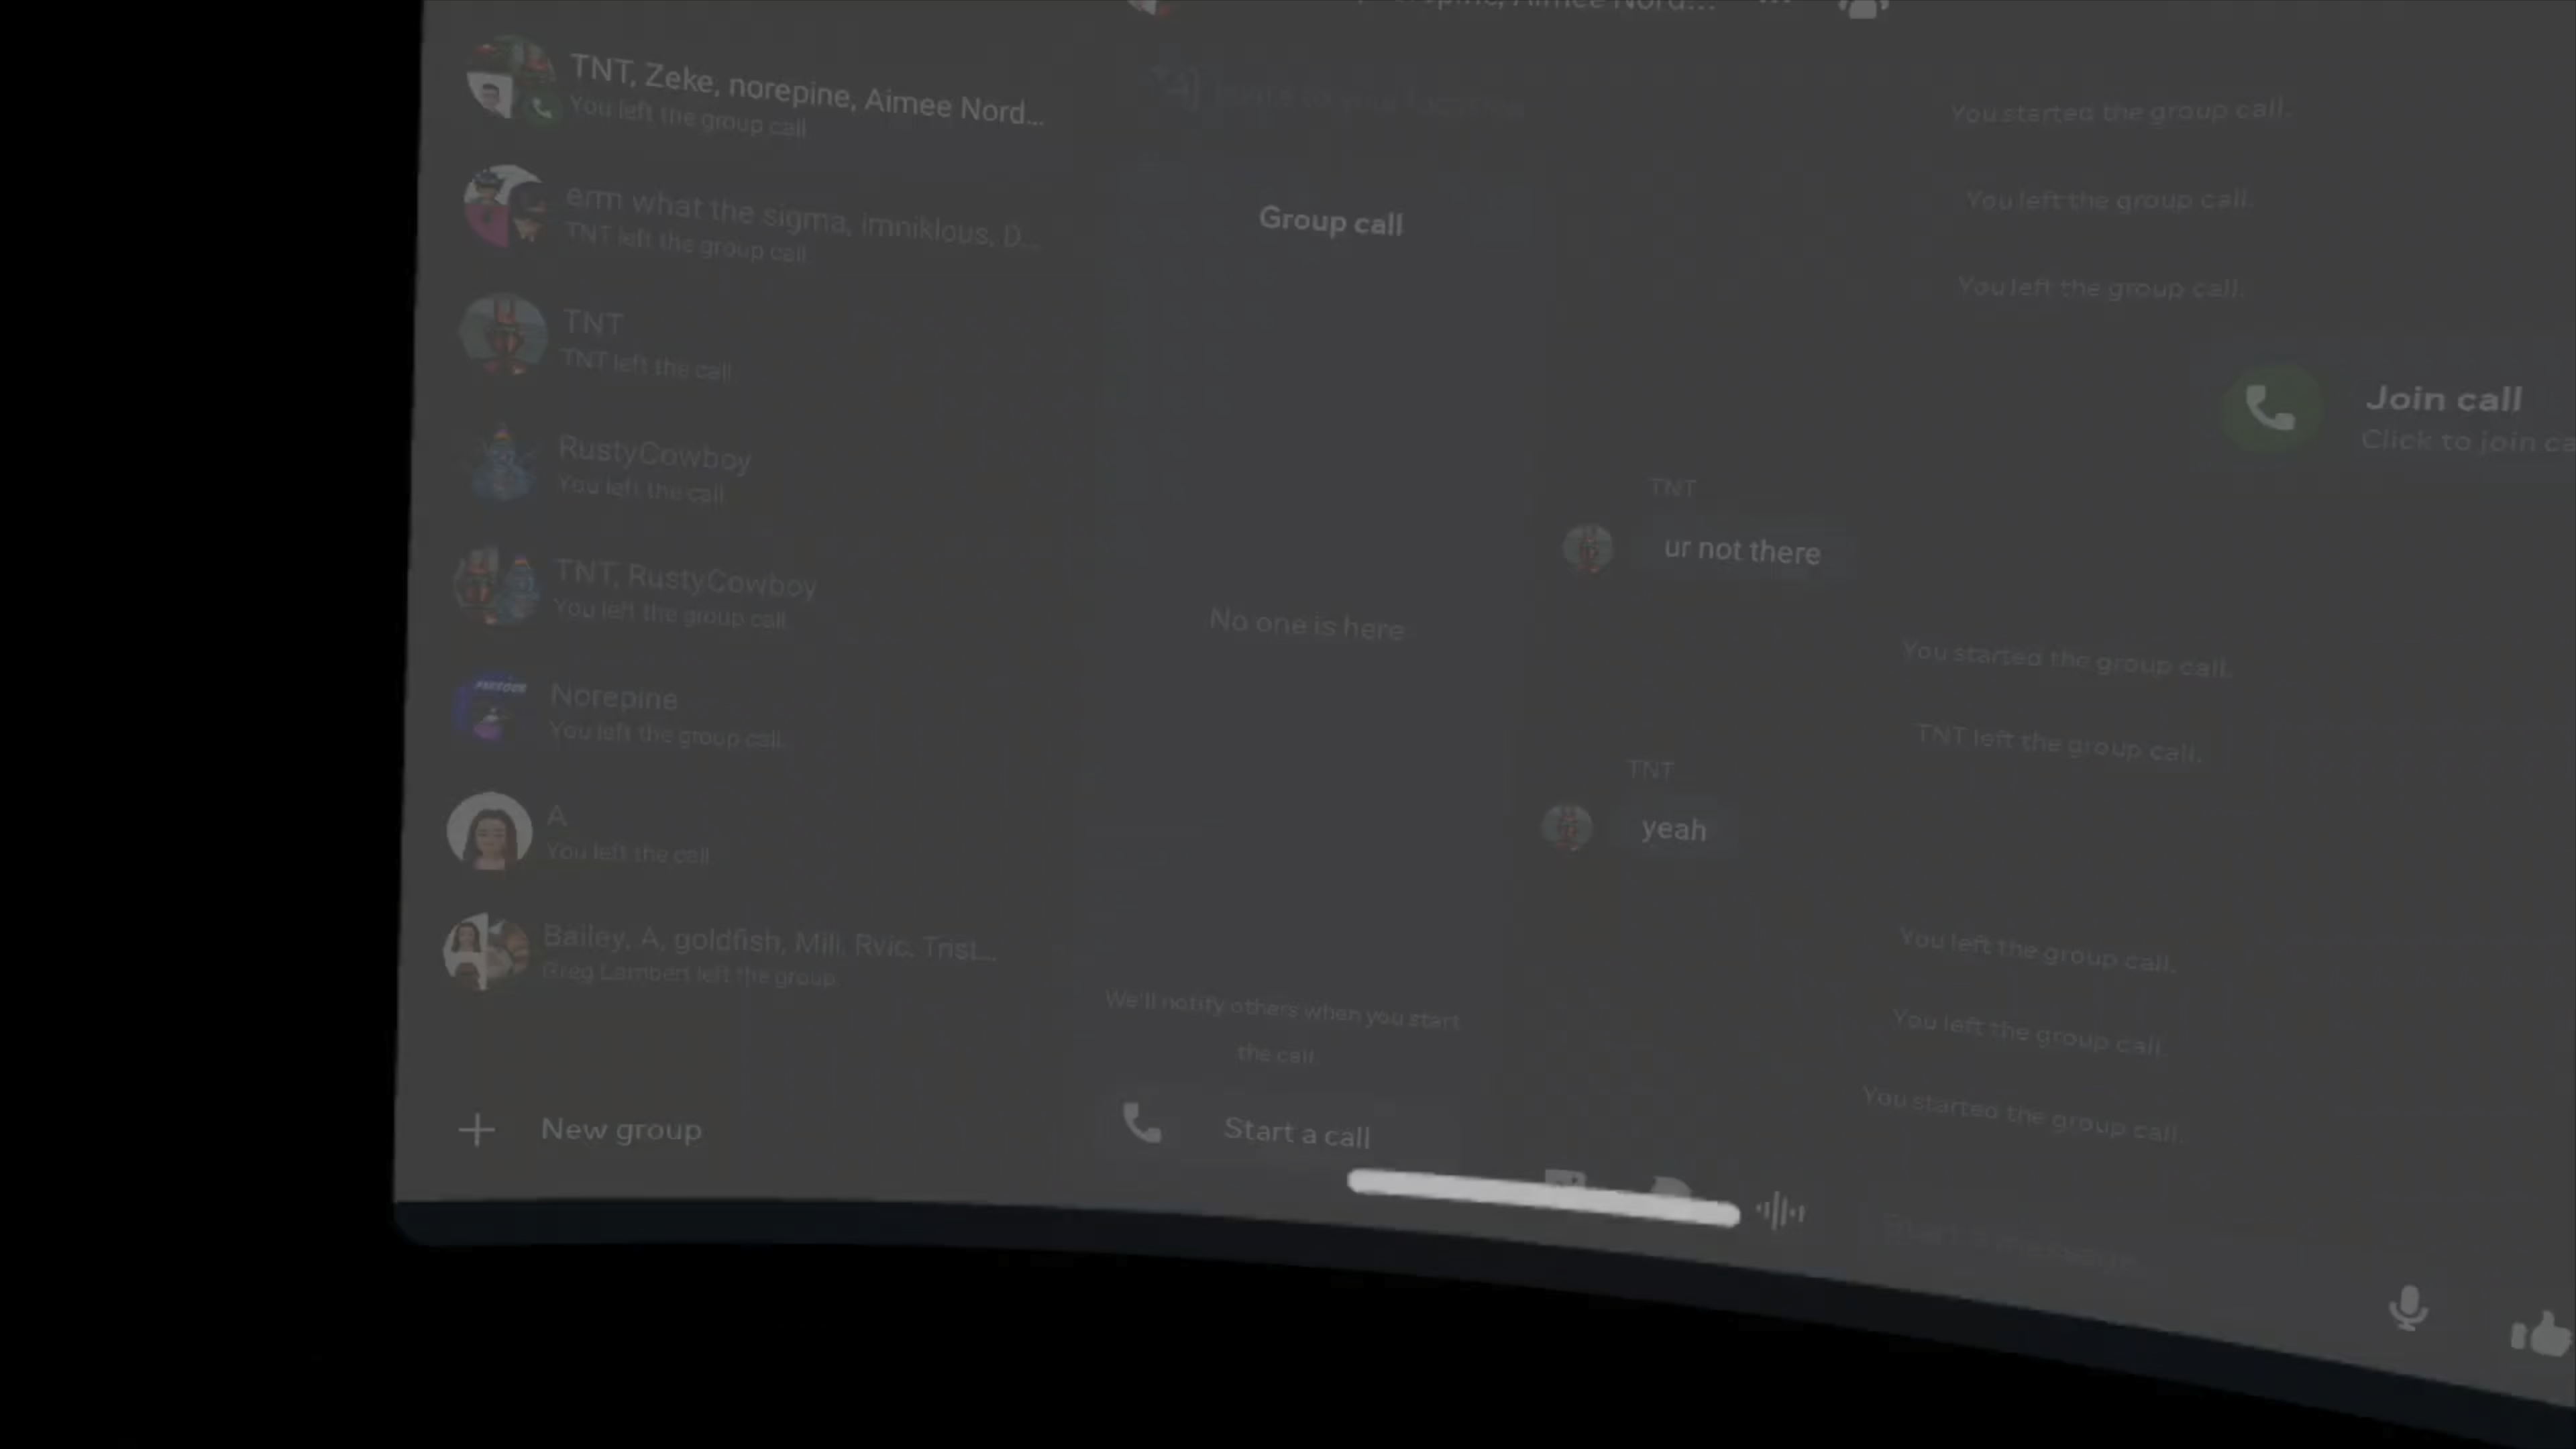 TNT, Zeke, norepine, Aimee Nord...
You left the group call
erm what the sigma, imniklous, D...
TNT left the group call
TNT
TNT left the call
RustyCowboy
You left the call
TNT, RustyCowboy
You left the group call.
Norepine
You left the group call.
A
You left the call
Bailey, A, goldfish, Mili, Rvic, Trist...
Greg Lambert left the group
New group
Aimee Nord...
Group call
No one is here
We'll notify others when you start
the call.
Start a call
You started the group call.
You left the group call.
You left the group call.
Join call
Click to join ca
TNT
ur not there
You started the group call.
TNT left the group call.
TNT
yeah
You left the group call.
You left the group call.
You started the group call.